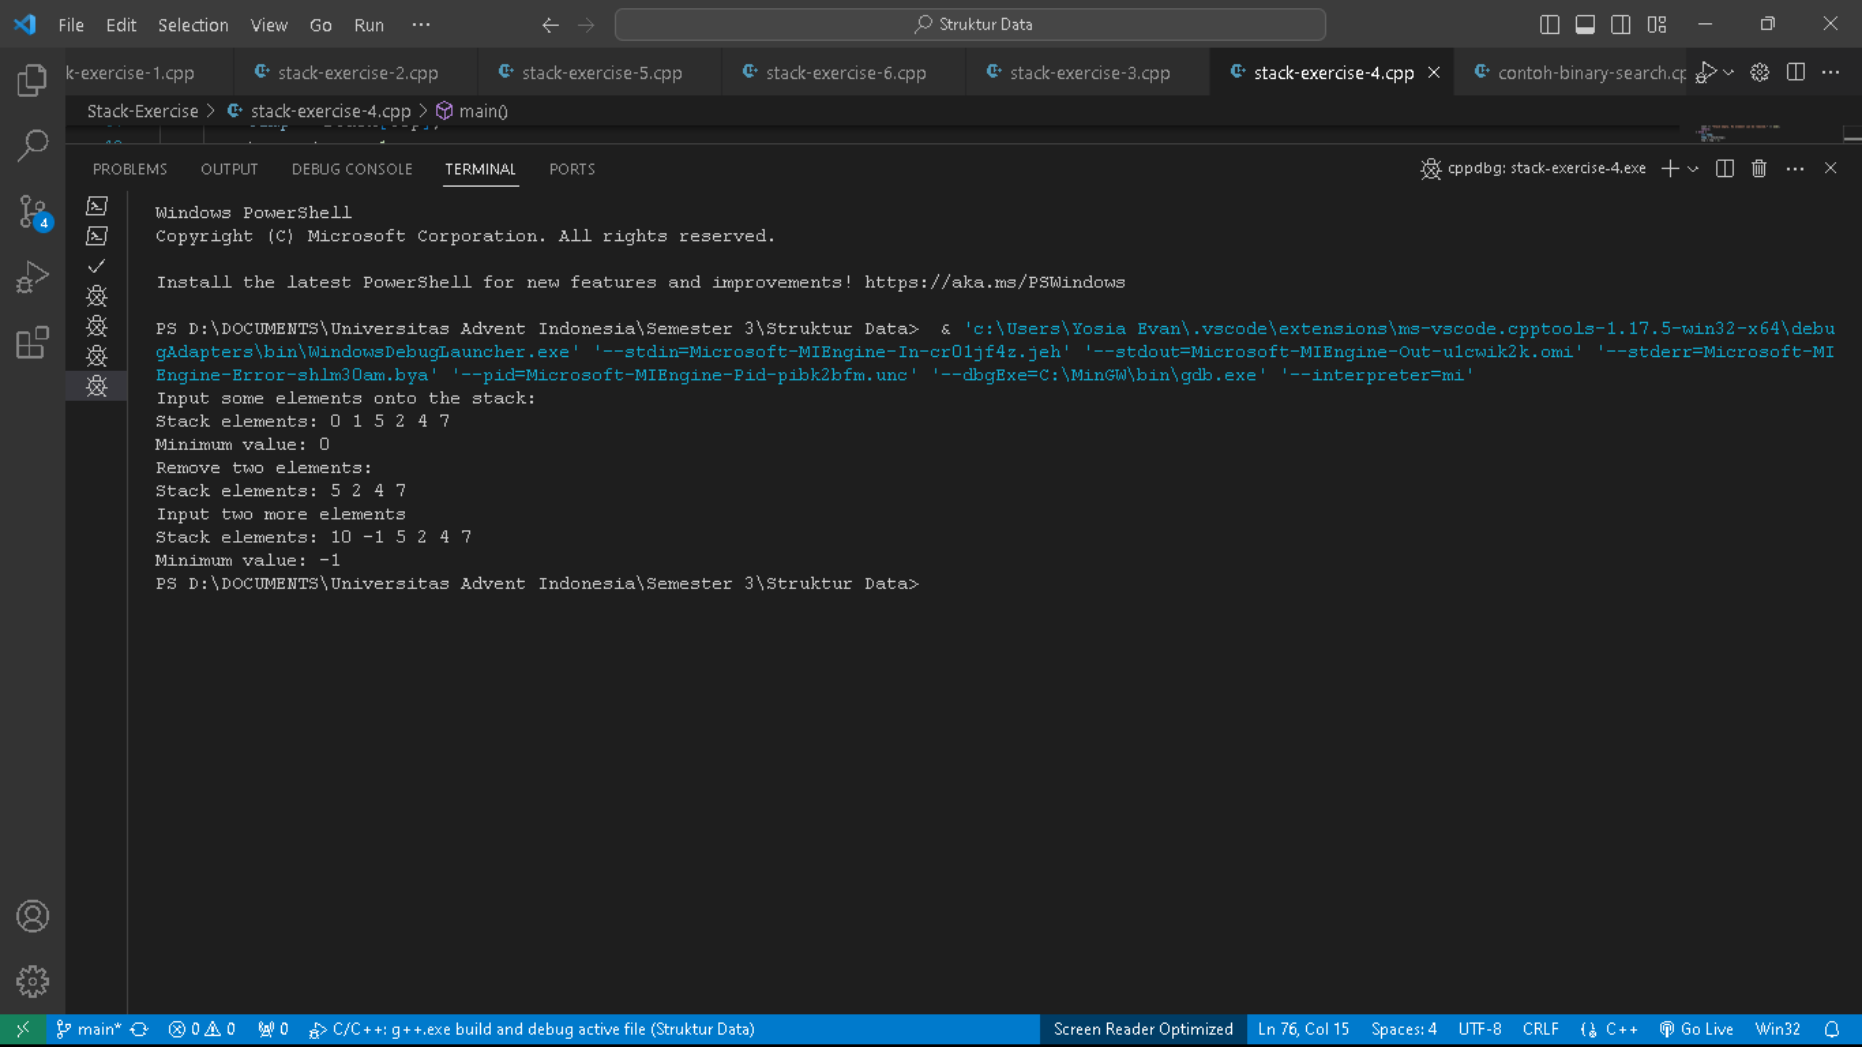 File Edit Selection View Go Run ···
Struktur Data
k-exercise-1.cpp stack-exercise-2.cpp stack-exercise-5.cpp stack-exercise-6.cpp stack-exercise-3.cpp stack-exercise-4.cpp contoh-binary-search.cp
Stack-Exercise > stack-exercise-4.cpp > main()
PROBLEMS OUTPUT DEBUG CONSOLE TERMINAL PORTS
cppdbg: stack-exercise-4.exe
Windows PowerShell
Copyright (C) Microsoft Corporation. All rights reserved.
Install the latest PowerShell for new features and improvements! https://aka.ms/PSWindows
PS D:\DOCUMENTS\Universitas Advent Indonesia\Semester 3\Struktur Data>  & 'c:\Users\Yosia Evan\.vscode\extensions\ms-vscode.cpptools-1.17.5-win32-x64\debu
gAdapters\bin\WindowsDebugLauncher.exe' '--stdin=Microsoft-MIEngine-In-cr01jf4z.jeh' '--stdout=Microsoft-MIEngine-Out-u1cwik2k.omi' '--stderr=Microsoft-MI
Engine-Error-shlm30am.bya' '--pid=Microsoft-MIEngine-Pid-pibk2bfm.unc' '--dbgExe=C:\MinGW\bin\gdb.exe' '--interpreter=mi'
Input some elements onto the stack:
Stack elements: 0 1 5 2 4 7
Minimum value: 0
Remove two elements:
Stack elements: 5 2 4 7
Input two more elements
Stack elements: 10 -1 5 2 4 7
Minimum value: -1
PS D:\DOCUMENTS\Universitas Advent Indonesia\Semester 3\Struktur Data>
4
main* 0 0 0 C/C++: g++.exe build and debug active file (Struktur Data) Screen Reader Optimized Ln 76, Col 15 Spaces: 4 UTF-8 CRLF C++ Go Live Win32